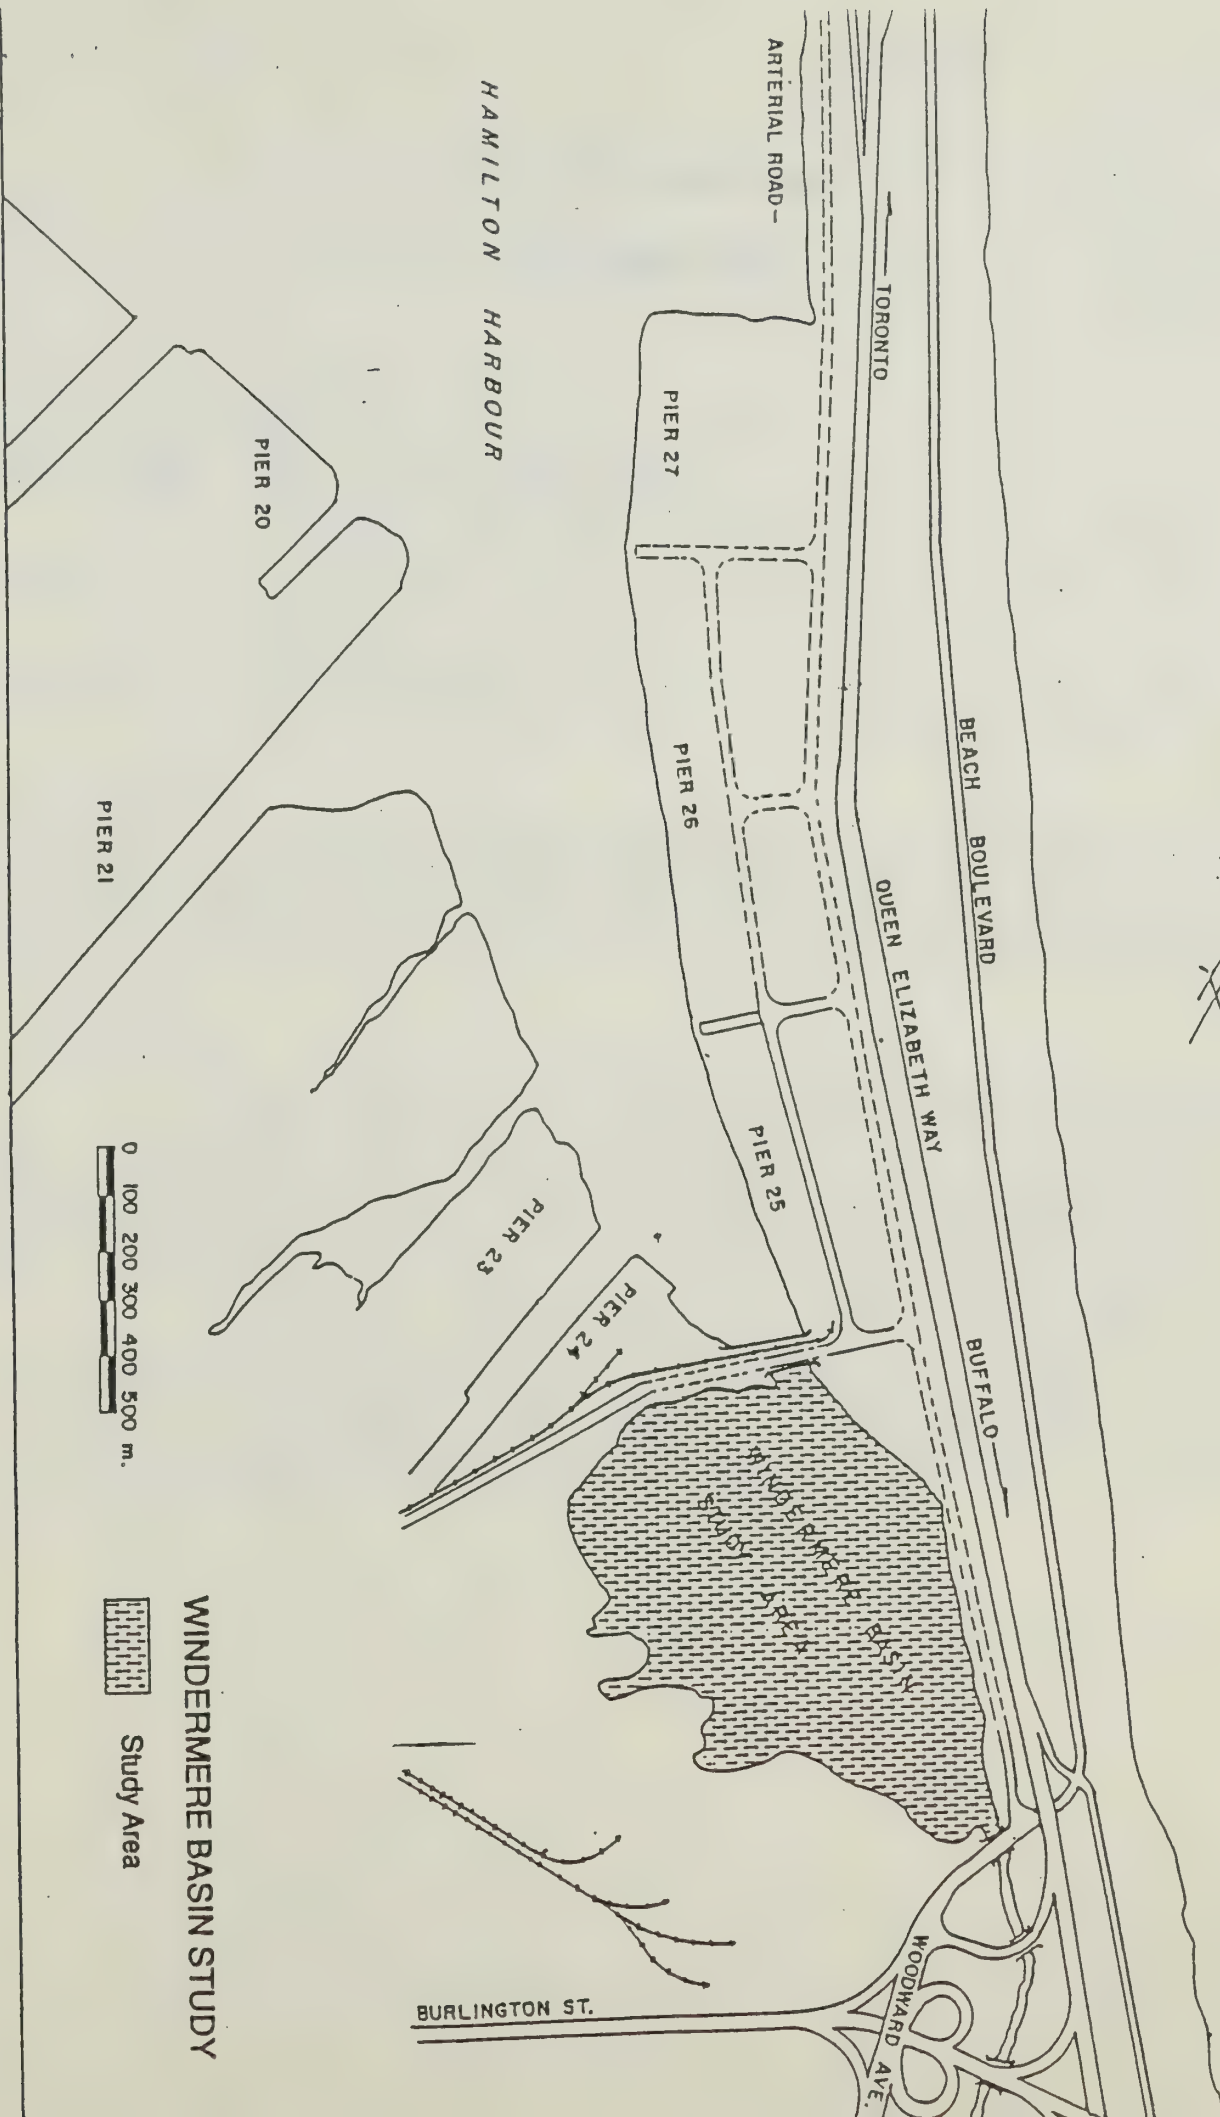 ARTERIAL ROAD
HAMILTON HARBOUR
TORONTO
PIER 27
PIER 20
BEACH BOULEVARD
PIER 26
PIER 21
QUEEN ELIZABETH WAY
PIER 25
PIER 23
PIER 24
BUFFALO
WINDERMERE BASIN
STUDY AREA
0 100 200 300 400 500 m.
WINDERMERE BASIN STUDY
Study Area
WOODWARD AVE.
BURLINGTON ST.